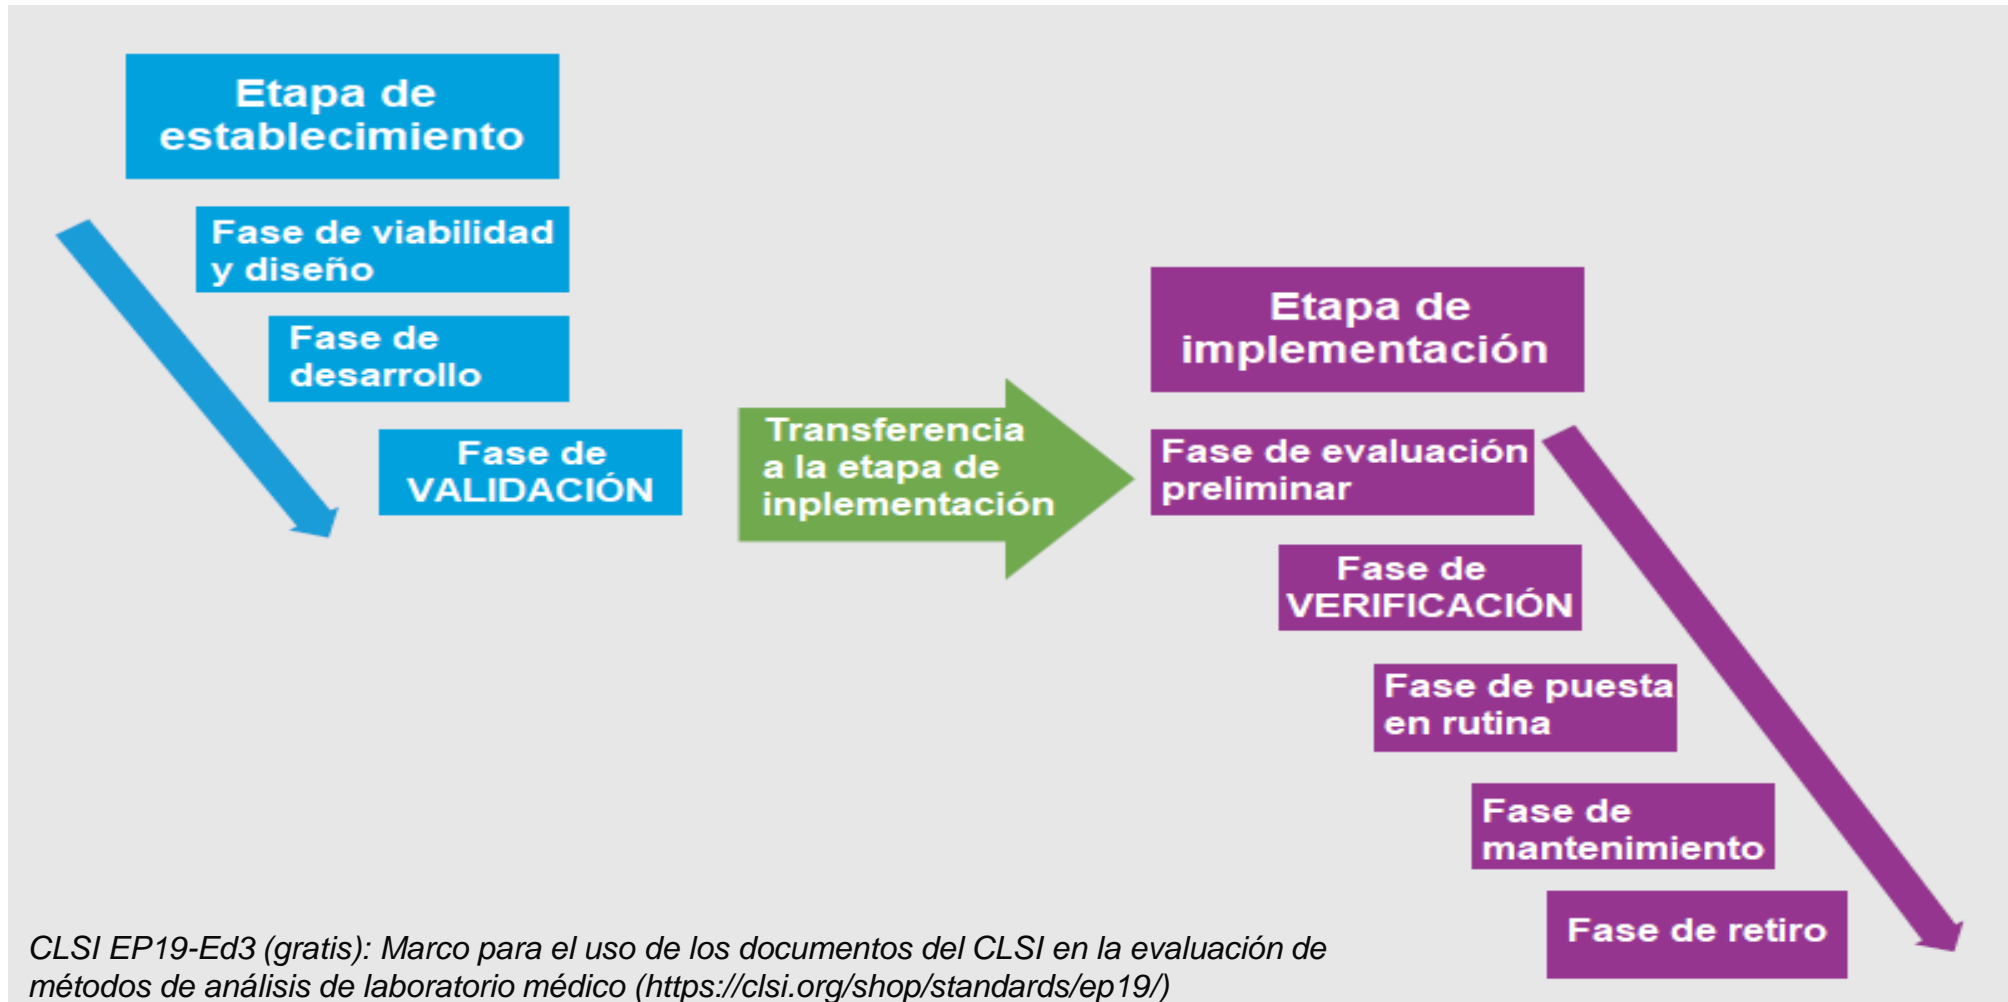 Etapa de
establecimiento
Fase de viabilidad
y diseño
Fase de
desarrollo
Fase de
VALIDACIÓN
Transferencia
a la etapa de
inplementación
Etapa de
implementación
Fase de evaluación
preliminar
Fase de
VERIFICACIÓN
Fase de puesta
en rutina
Fase de
mantenimiento
Fase de retiro
CLSI EP19-Ed3 (gratis): Marco para el uso de los documentos del CLSI en la evaluación de
métodos de análisis de laboratorio médico (https://clsi.org/shop/standards/ep19/)